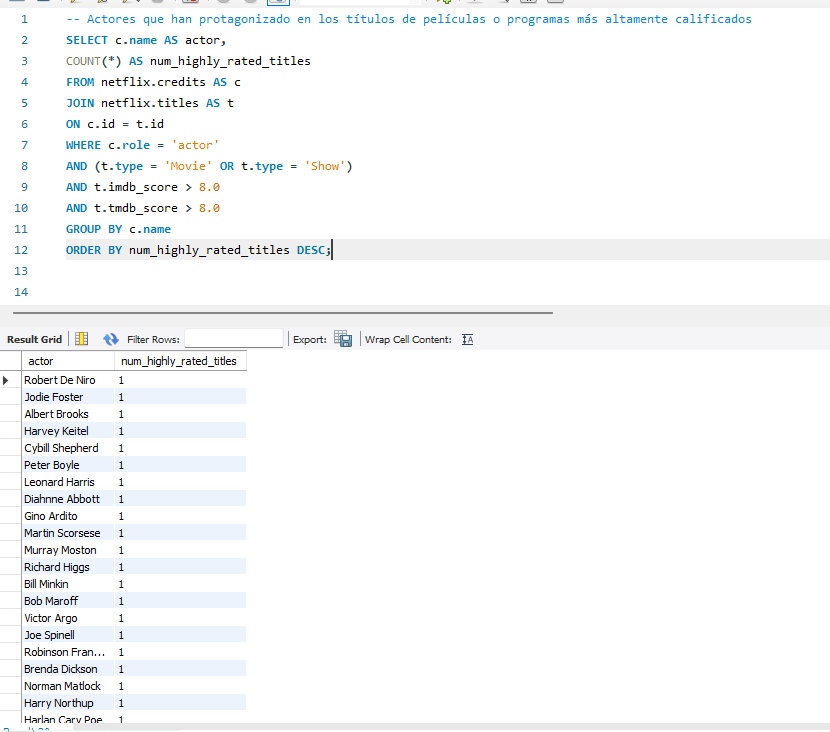 1 -- Actores que han protagonizado en los títulos de películas o programas más altamente calificados
2 SELECT c.name AS actor,
3 COUNT(*) AS num_highly_rated_titles
4 FROM netflix.credits AS c
5 JOIN netflix.titles AS t
6 ON c.id = t.id
7 WHERE c.role = 'actor'
8 AND (t.type = 'Movie' OR t.type = 'Show')
9 AND t.imdb_score > 8.0
10 AND t.tmdb_score > 8.0
11 GROUP BY c.name
12 ORDER BY num_highly_rated_titles DESC;
13
14
Result Grid Filter Rows: Export: Wrap Cell Content:
actor num_highly_rated_titles
Robert De Niro 1
Jodie Foster 1
Albert Brooks 1
Harvey Keitel 1
Cybill Shepherd 1
Peter Boyle 1
Leonard Harris 1
Diahnne Abbott 1
Gino Ardito 1
Martin Scorsese 1
Murray Moston 1
Richard Higgs 1
Bill Minkin 1
Bob Maroff 1
Victor Argo 1
Joe Spinell 1
Robinson Fran... 1
Brenda Dickson 1
Norman Matlock 1
Harry Northup 1
Harlan Cary Poe 1